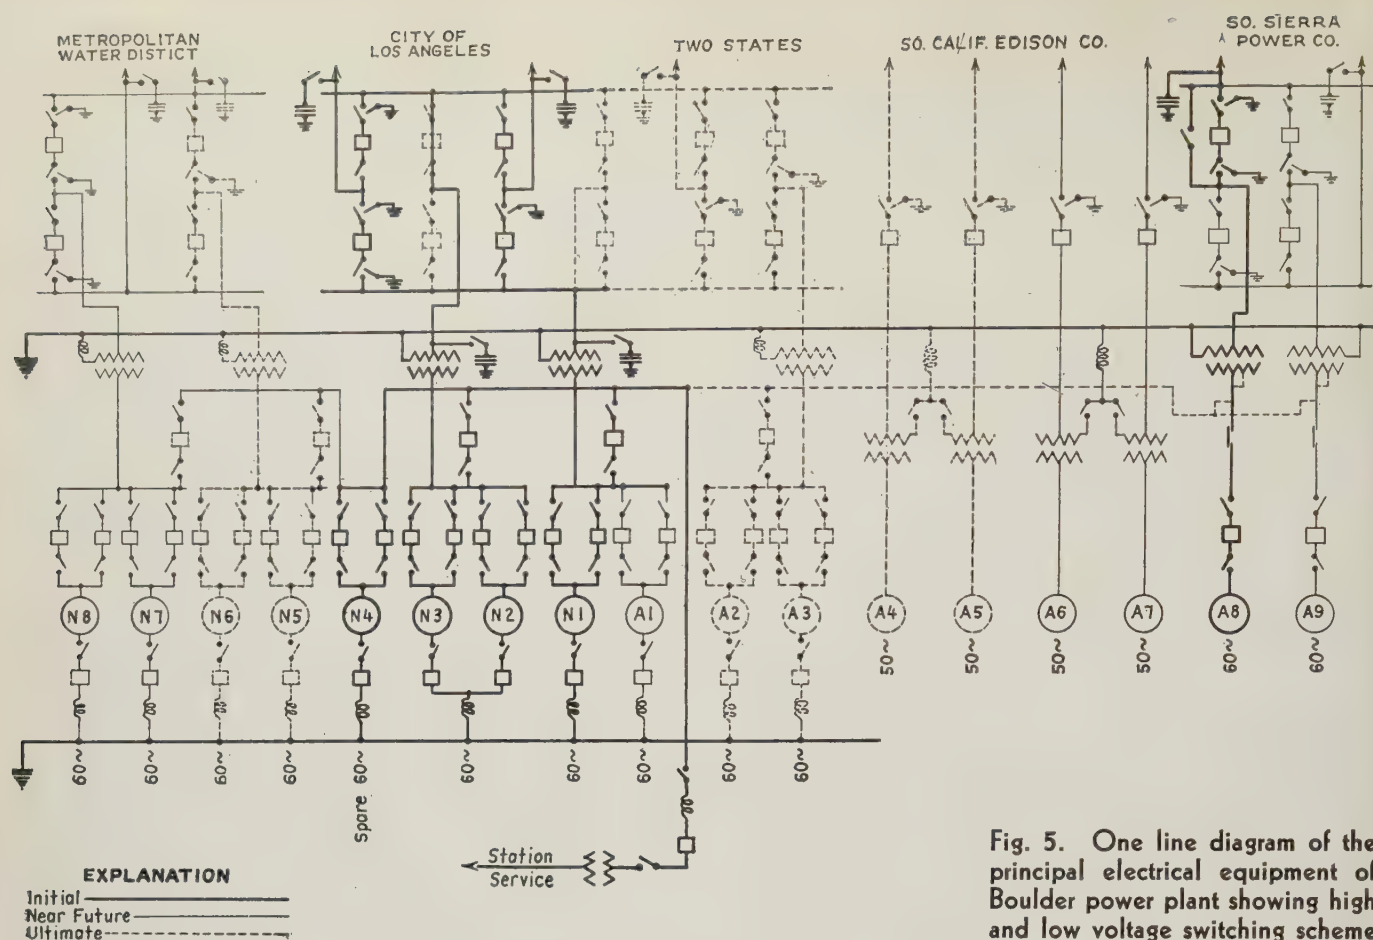 METROPOLITAN
WATER DISTICT
CITY OF
LOS ANGELES
TWO STATES
SO. CALIF. EDISON CO.
SO. SIERRA
POWER CO.
N8 N7 N6 N5 N4 N3 N2 N1 A1 A2 A3 A4 A5 A6 A7 A8 A9
50~ 50~ 50~ 50~ 60~ 60~
60~ 60~ 60~ 60~ 60~ 60~ 60~ 60~ 60~ 60~
Spare
Station
Service
EXPLANATION
Initial
Near Future
Ultimate
Fig. 5. One line diagram of the
principal electrical equipment of
Boulder power plant showing high
and low voltage switching scheme